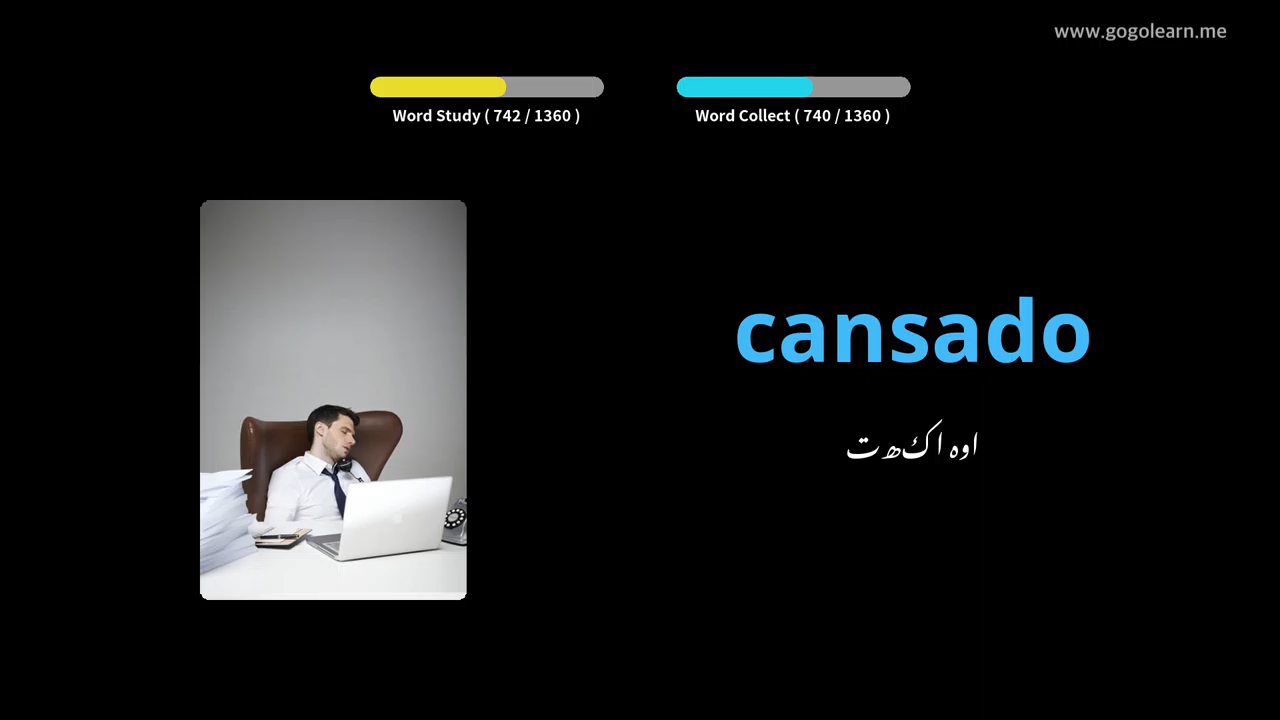 www.gogolearn.me
Word Study ( 742 / 1360 )
Word Collect ( 740 / 1360 )
cansado
اوہ اکھت